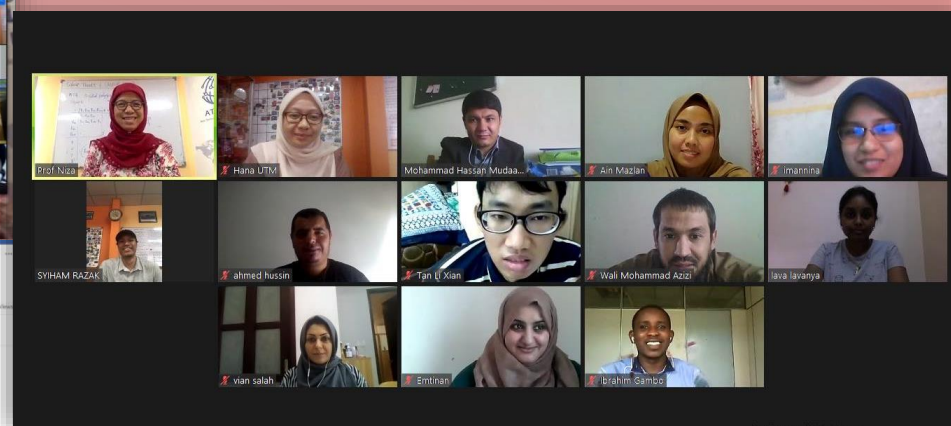 Prof Niza
Hana UTM
Mohammad Hassan Mudaa...
Ain Mazlan
imannina
SYIHAM RAZAK
ahmed hussin
Tan Li Xian
Wali Mohammad Azizi
lava lavanya
vian salah
Emtinan
Ibrahim Gambo